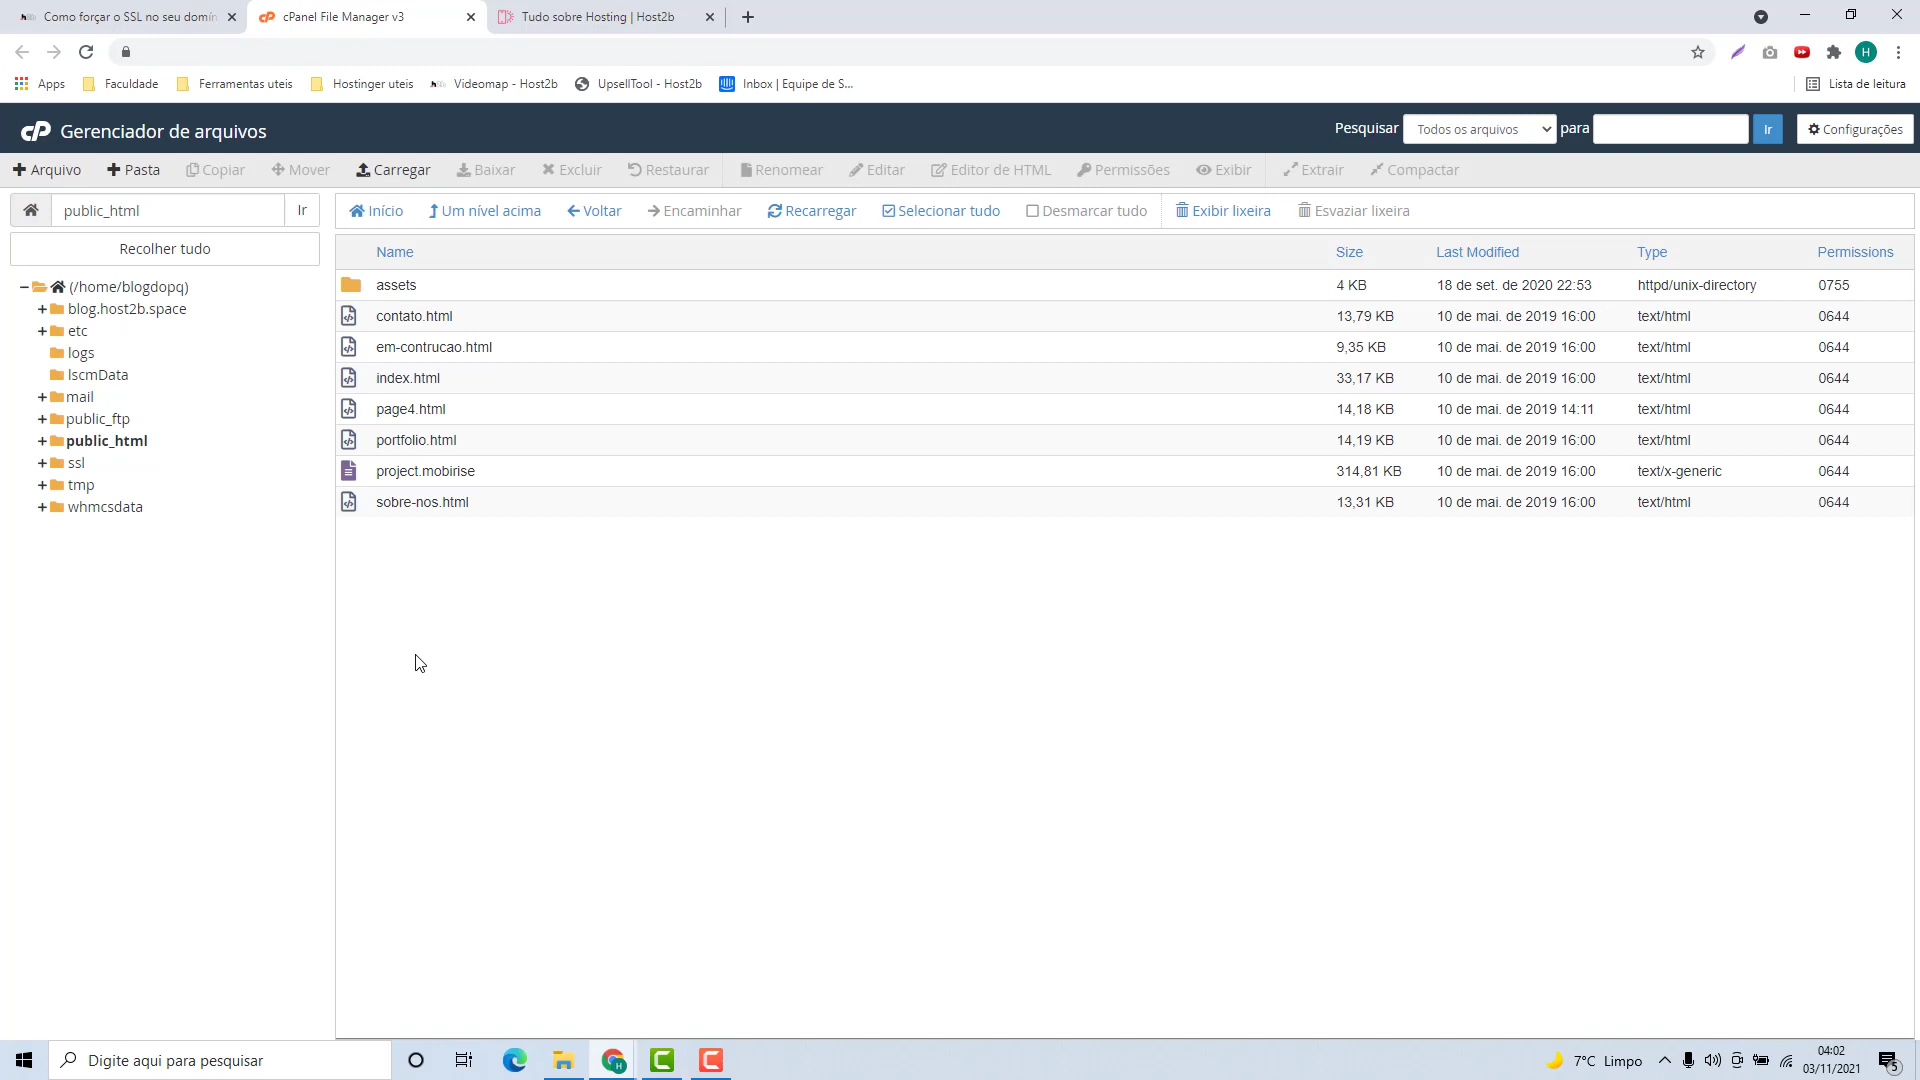 Como forçar o SSL no seu domín
cPanel File Manager v3
Tudo sobre Hosting | Host2b
H
Apps
Faculdade
Ferramentas uteis
Hostinger uteis
Videomap - Host2b
UpsellTool - Host2b
Inbox | Equipe de S...
Lista de leitura
cP Gerenciador de arquivos
Pesquisar
Todos os arquivos
para
Ir
Configurações
Arquivo
Pasta
Copiar
Mover
Carregar
Baixar
Excluir
Restaurar
Renomear
Editar
Editor de HTML
Permissões
Exibir
Extrair
Compactar
public_html
Ir
Início
Um nível acima
Voltar
Encaminhar
Recarregar
Selecionar tudo
Desmarcar tudo
Exibir lixeira
Esvaziar lixeira
Recolher tudo
(/home/blogdopq)
blog.host2b.space
etc
logs
lscmData
mail
public_ftp
public_html
ssl
tmp
whmcsdata
Name Size Last Modified Type Permissions
assets 4 KB 18 de set. de 2020 22:53 httpd/unix-directory 0755
contato.html 13,79 KB 10 de mai. de 2019 16:00 text/html 0644
em-contrucao.html 9,35 KB 10 de mai. de 2019 16:00 text/html 0644
index.html 33,17 KB 10 de mai. de 2019 16:00 text/html 0644
page4.html 14,18 KB 10 de mai. de 2019 14:11 text/html 0644
portfolio.html 14,19 KB 10 de mai. de 2019 16:00 text/html 0644
project.mobirise 314,81 KB 10 de mai. de 2019 16:00 text/x-generic 0644
sobre-nos.html 13,31 KB 10 de mai. de 2019 16:00 text/html 0644
Digite aqui para pesquisar
7°C Limpo
04:02
03/11/2021
5